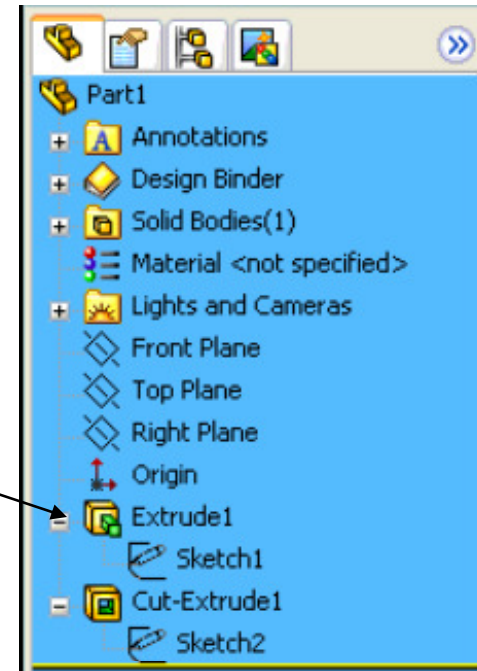 Part1
Annotations
Design Binder
Solid Bodies(1)
Material <not specified>
Lights and Cameras
Front Plane
Top Plane
Right Plane
Origin
Extrude1
Sketch1
Cut-Extrude1
Sketch2